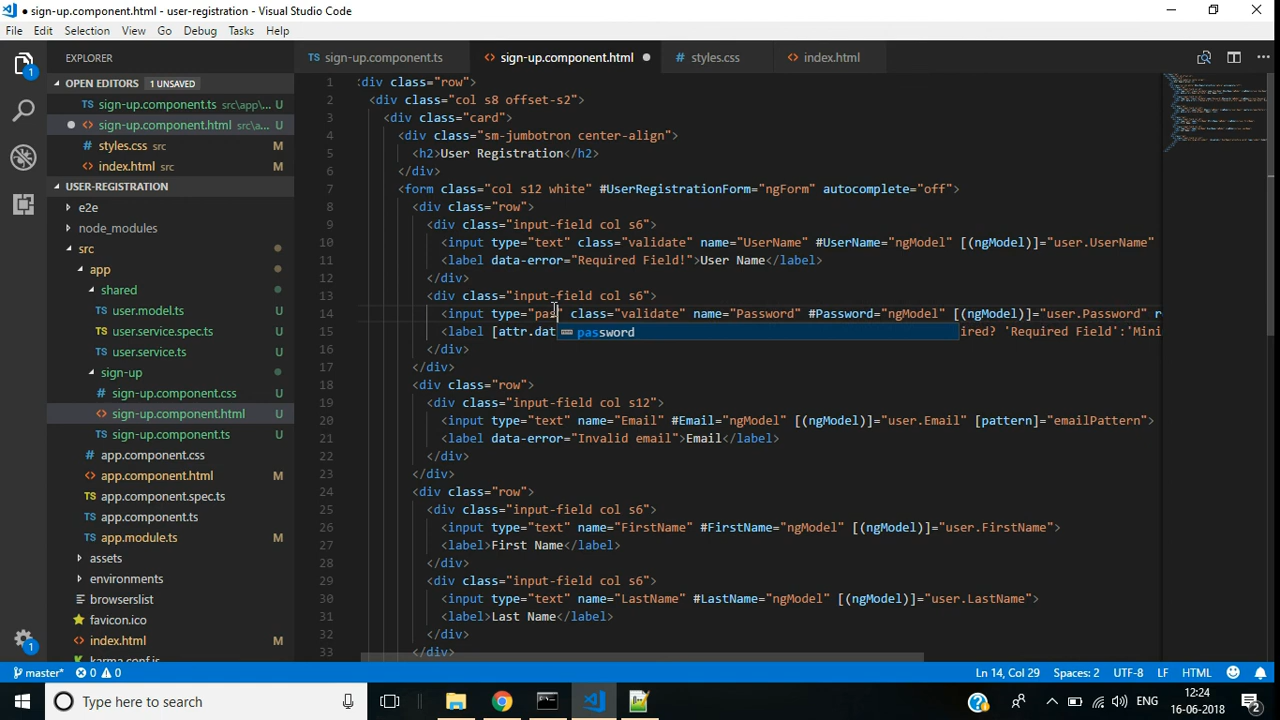 ● sign-up.component.html - user-registration - Visual Studio Code
File Edit Selection View Go Debug Tasks Help
EXPLORER
OPEN EDITORS 1 UNSAVED
sign-up.component.ts src\app\... U
sign-up.component.html src\a... U
styles.css src M
index.html src M
USER-REGISTRATION
e2e
node_modules
src
app
shared
user.model.ts U
user.service.spec.ts U
user.service.ts U
sign-up
sign-up.component.css U
sign-up.component.html U
sign-up.component.ts U
app.component.css
app.component.html M
app.component.spec.ts
app.component.ts
app.module.ts M
assets
environments
browserslist
favicon.ico
index.html M
karma.conf.js
TS sign-up.component.ts <> sign-up.component.html ● # styles.css <> index.html
1 <div class="row">
2 <div class="col s8 offset-s2">
3 <div class="card">
4 <div class="sm-jumbotron center-align">
5 <h2>User Registration</h2>
6 </div>
7 <form class="col s12 white" #UserRegistrationForm="ngForm" autocomplete="off">
8 <div class="row">
9 <div class="input-field col s6">
10 <input type="text" class="validate" name="UserName" #UserName="ngModel" [(ngModel)]="user.UserName"
11 <label data-error="Required Field!">User Name</label>
12 </div>
13 <div class="input-field col s6">
14 <input type="pas" class="validate" name="Password" #Password="ngModel" [(ngModel)]="user.Password" r
password
15 <label [attr.dat ired? 'Required Field':'Mini
16 </div>
17 </div>
18 <div class="row">
19 <div class="input-field col s12">
20 <input type="text" name="Email" #Email="ngModel" [(ngModel)]="user.Email" [pattern]="emailPattern">
21 <label data-error="Invalid email">Email</label>
22 </div>
23 </div>
24 <div class="row">
25 <div class="input-field col s6">
26 <input type="text" name="FirstName" #FirstName="ngModel" [(ngModel)]="user.FirstName">
27 <label>First Name</label>
28 </div>
29 <div class="input-field col s6">
30 <input type="text" name="LastName" #LastName="ngModel" [(ngModel)]="user.LastName">
31 <label>Last Name</label>
32 </div>
33 </div>
master* 0 0 Ln 14, Col 29 Spaces: 2 UTF-8 LF HTML
Type here to search
ENG 12:24
16-06-2018